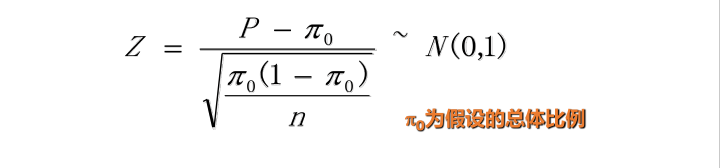 Z = (P − π₀) / √(π₀(1 − π₀) / n) ~ N(0,1)
π₀为假设的总体比例